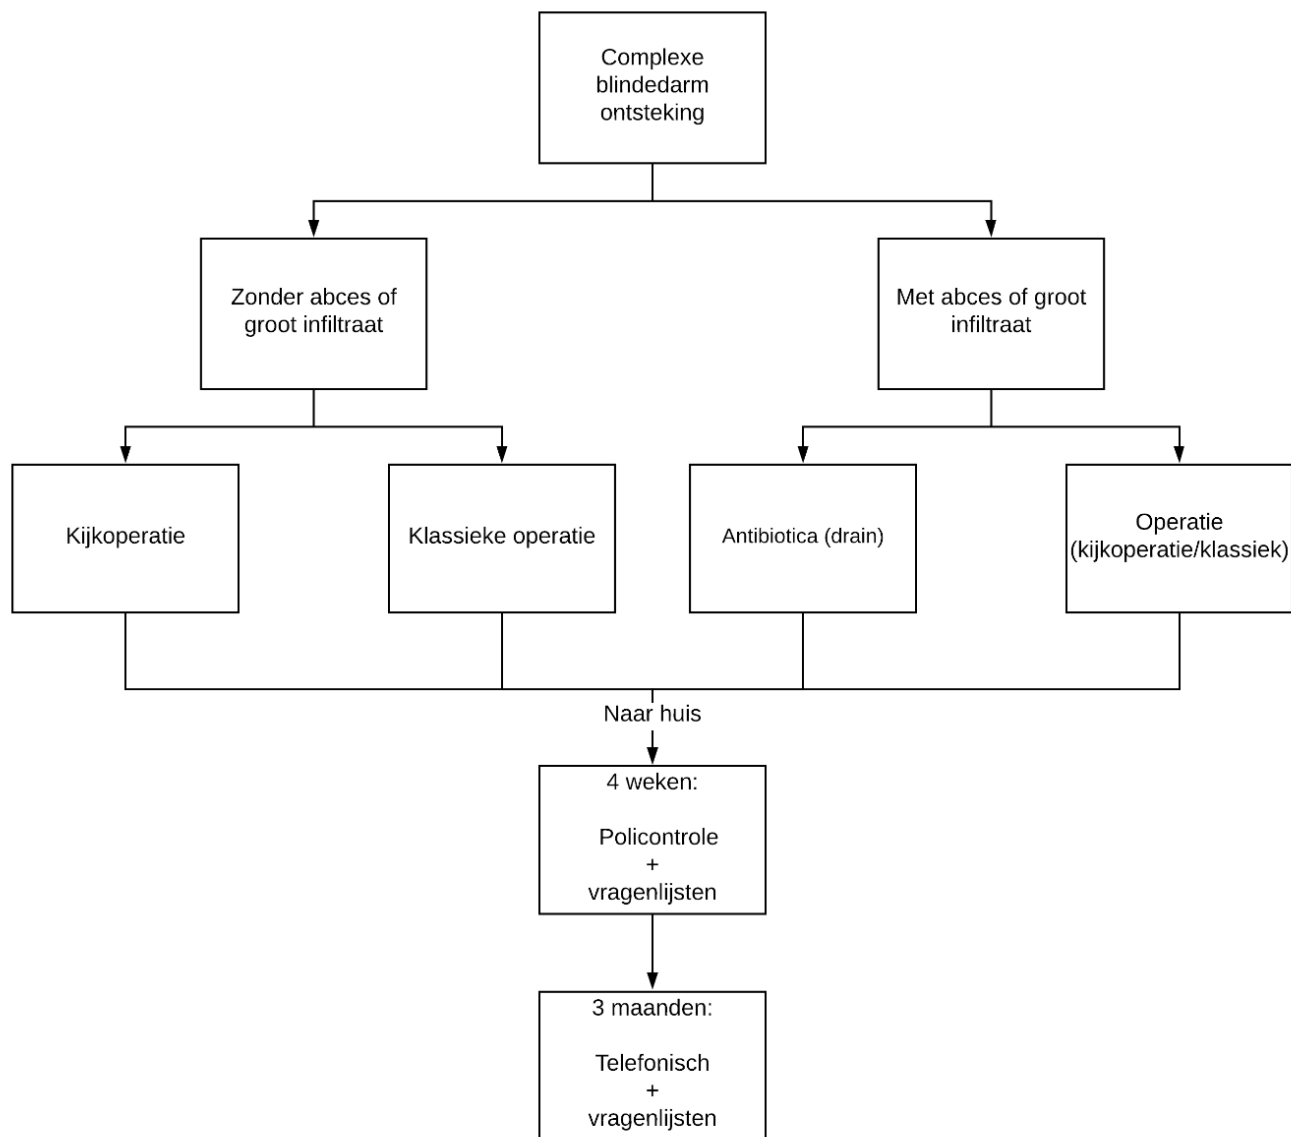 Complexe
blindedarm
ontsteking
Zonder abces of
groot infiltraat
Met abces of groot
infiltraat
Kijkoperatie
Klassieke operatie
Antibiotica (drain)
Operatie
(kijkoperatie/klassiek)
Naar huis
4 weken:
Policontrole
+
vragenlijsten
3 maanden:
Telefonisch
+
vragenlijsten